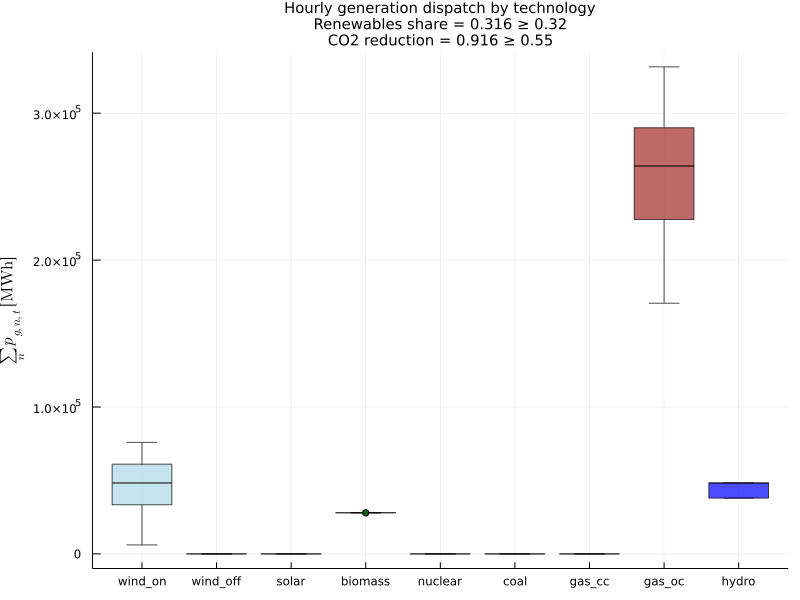 Hourly generation dispatch by technology
Renewables share = 0.316 ≥ 0.32
CO2 reduction = 0.916 ≥ 0.55
3.0×10⁵
2.0×10⁵
1.0×10⁵
0
∑ₙ p_{g, n, t} [MWh]
wind_on wind_off solar biomass nuclear coal gas_cc gas_oc hydro